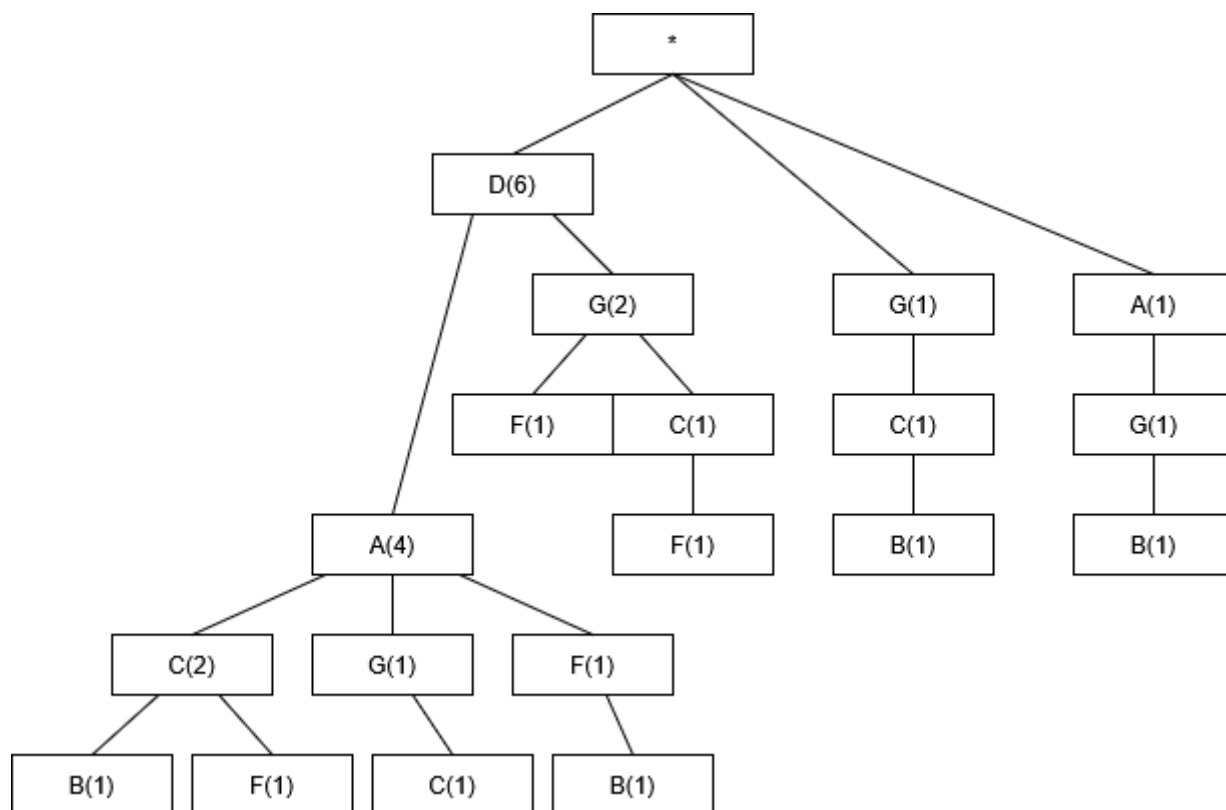 *
D(6)
G(2)
G(1)
A(1)
F(1)
C(1)
C(1)
G(1)
A(4)
F(1)
B(1)
B(1)
C(2)
G(1)
F(1)
B(1)
F(1)
C(1)
B(1)